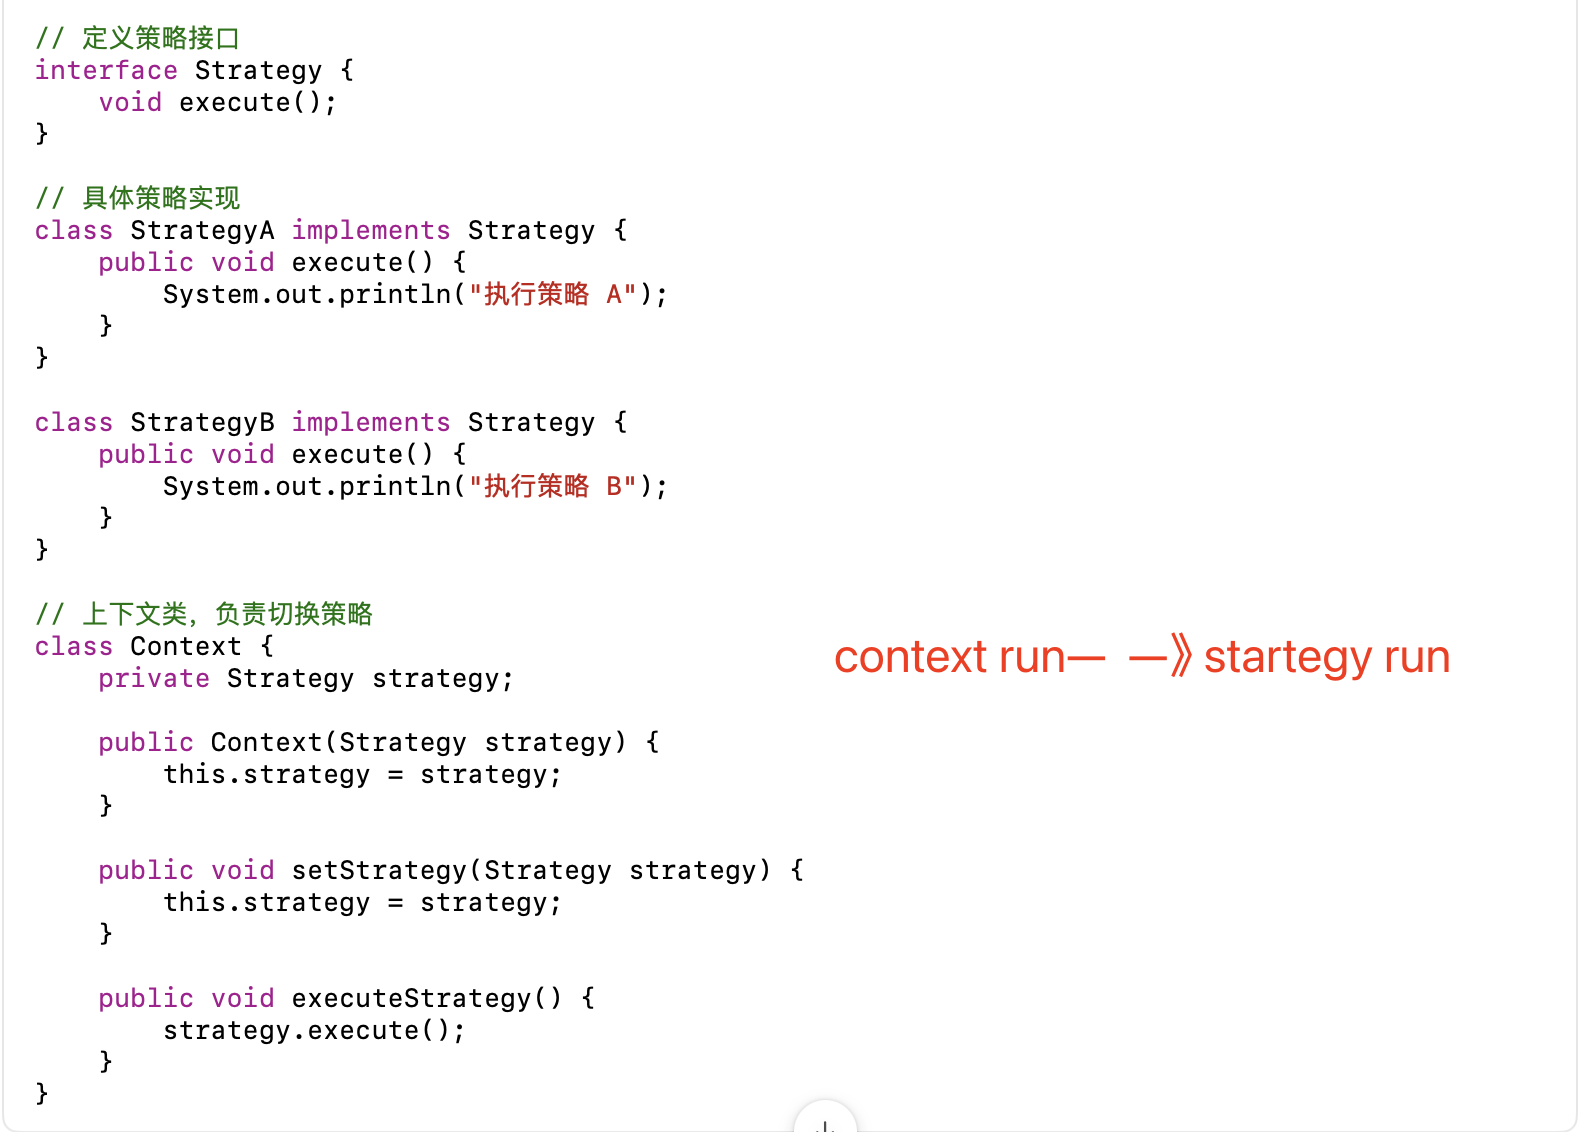 // 定义策略接口
interface Strategy {
    void execute();
}

// 具体策略实现
class StrategyA implements Strategy {
    public void execute() {
        System.out.println("执行策略 A");
    }
}

class StrategyB implements Strategy {
    public void execute() {
        System.out.println("执行策略 B");
    }
}

// 上下文类，负责切换策略
class Context {
context run— —》startegy run
    private Strategy strategy;

    public Context(Strategy strategy) {
        this.strategy = strategy;
    }

    public void setStrategy(Strategy strategy) {
        this.strategy = strategy;
    }

    public void executeStrategy() {
        strategy.execute();
    }
}